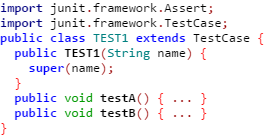 import junit.framework.Assert;
import junit.framework.TestCase;
public class TEST1 extends TestCase {
  public TEST1(String name) {
    super(name);
  }
  public void testA() { ... }
  public void testB() { ... }
}